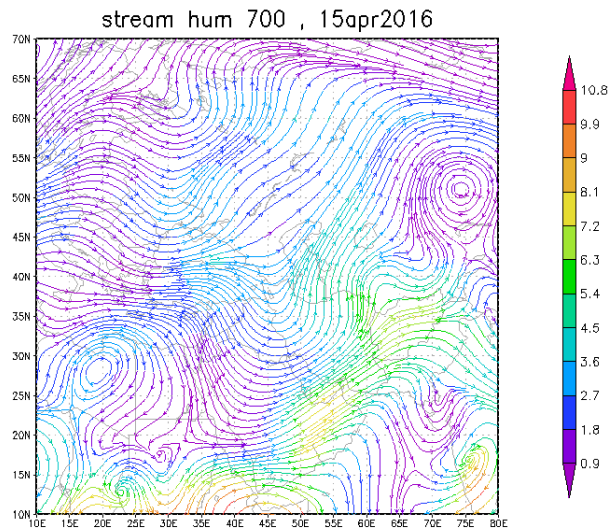 stream hum 700 , 15apr2016
70N
65N
60N
55N
50N
45N
40N
35N
30N
25N
20N
15N
10N
10E 15E 20E 25E 30E 35E 40E 45E 50E 55E 60E 65E 70E 75E 80E
10.8
9.9
9
8.1
7.2
6.3
5.4
4.5
3.6
2.7
1.8
0.9